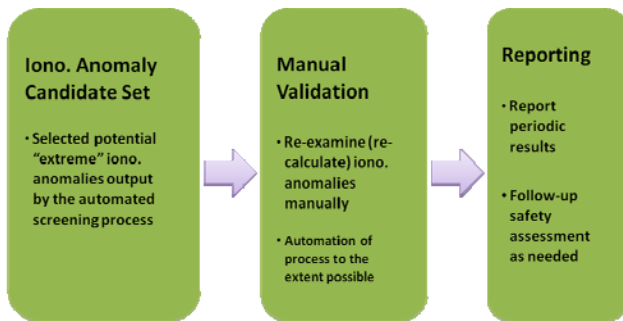 Iono. Anomaly
Candidate Set
• Selected potential
"extreme" iono.
anomalies output
by the automated
screening process
Manual
Validation
• Re-examine (re-
calculate) iono.
anomalies
manually
• Automation of
process to the
extent possible
Reporting
• Report
periodic
results
• Follow-up
safety
assessment
as needed